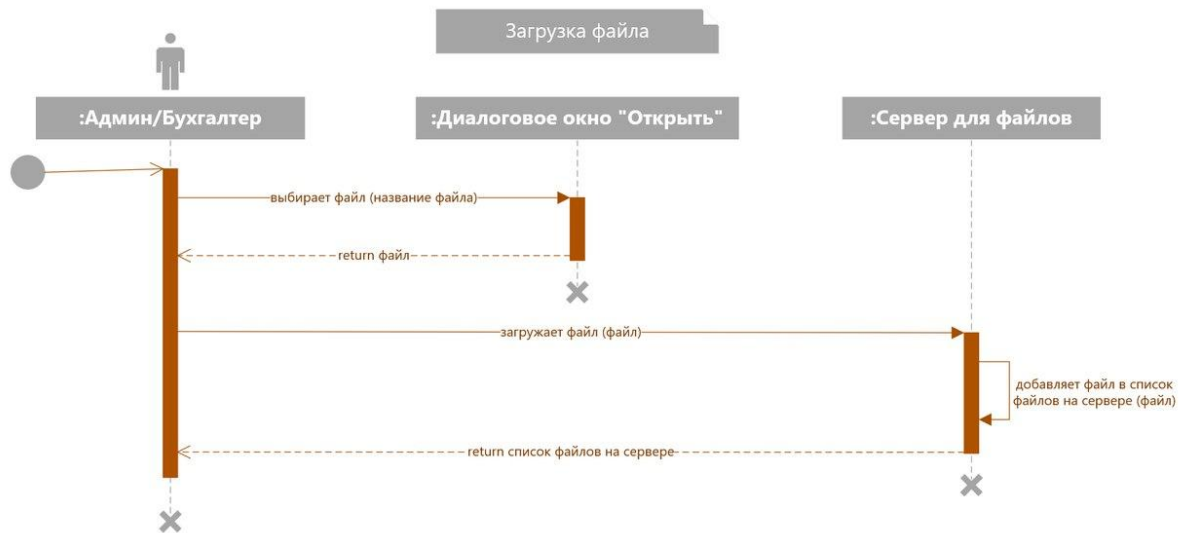 Загрузка файла
:Админ/Бухгалтер
:Диалоговое окно "Открыть"
:Сервер для файлов
выбирает файл (название файла)
return файл
загружает файл (файл)
добавляет файл в список
файлов на сервере (файл)
return список файлов на сервере